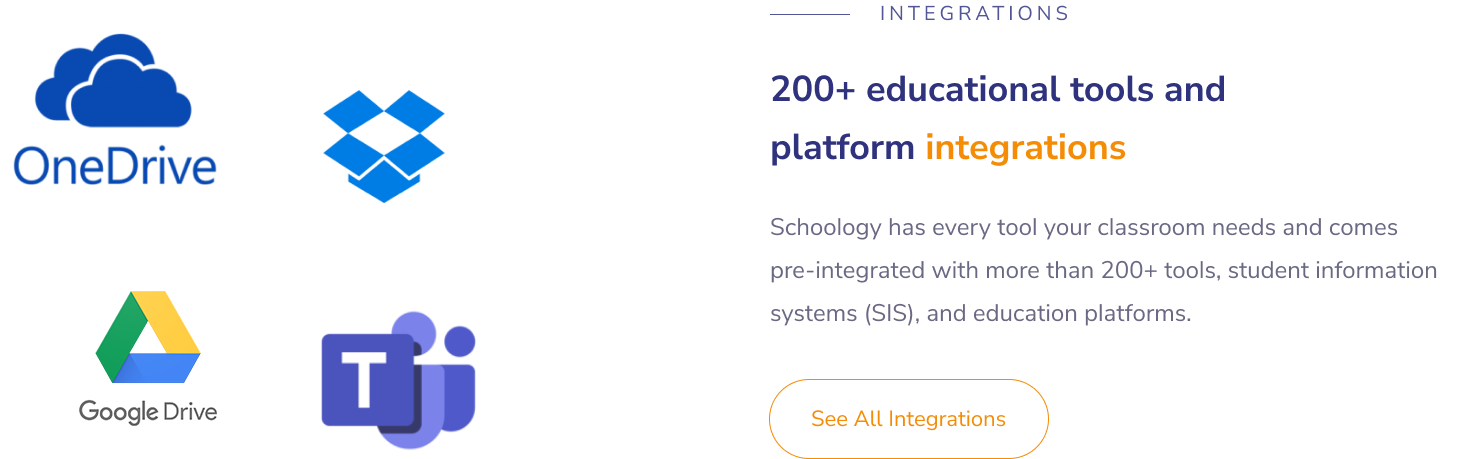 OneDrive
Google Drive
T
INTEGRATIONS
200+ educational tools and
platform integrations
Schoology has every tool your classroom needs and comes
pre-integrated with more than 200+ tools, student information
systems (SIS), and education platforms.
See All Integrations